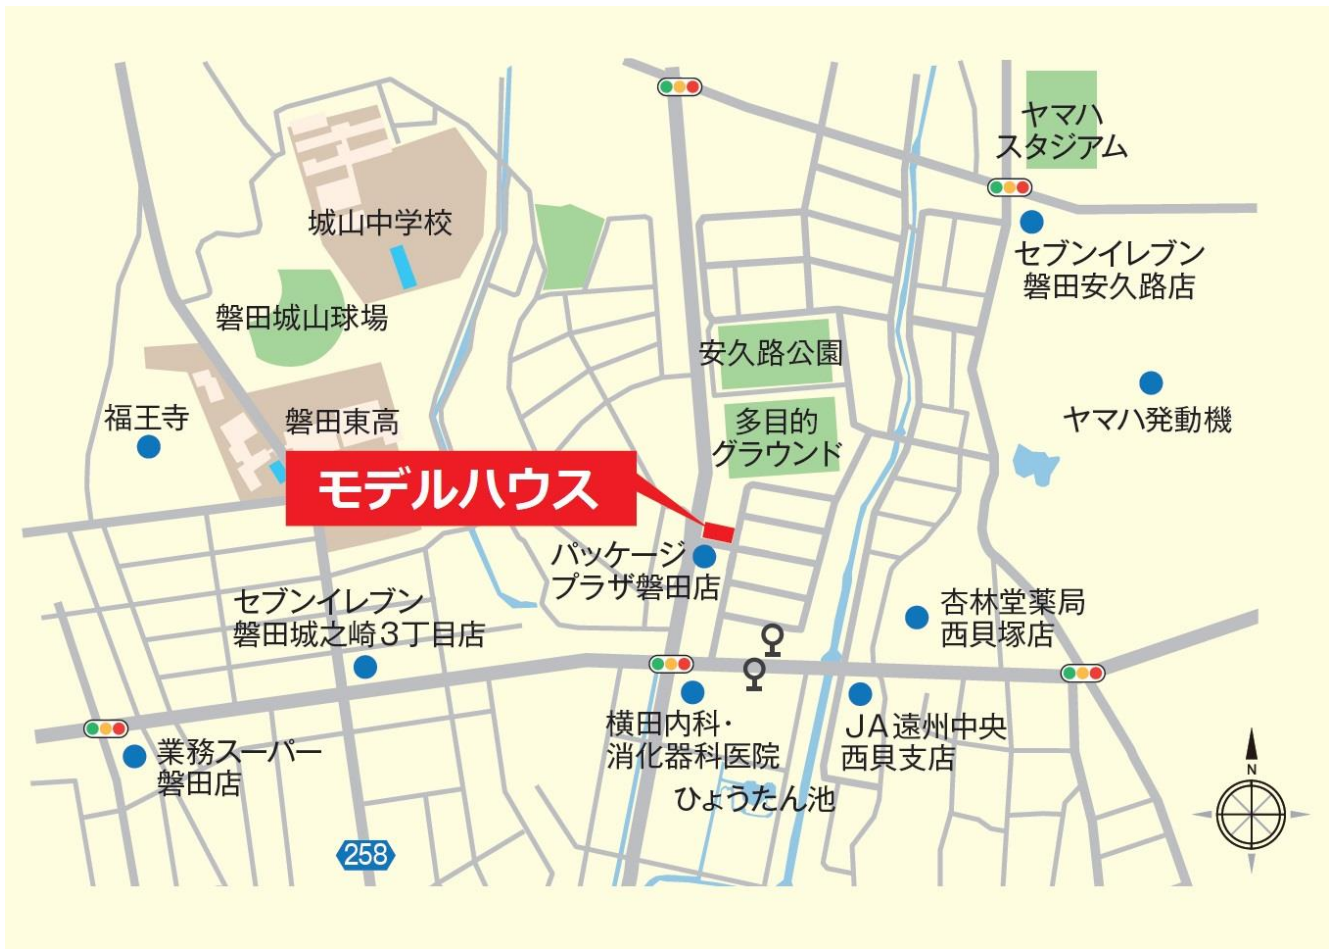 ヤマハ
スタジアム
城山中学校
セブンイレブン
磐田安久路店
磐田城山球場
安久路公園
ヤマハ発動機
福王寺
磐田東高
多目的
グラウンド
モデルハウス
パッケージ
プラザ磐田店
セブンイレブン
磐田城之崎3丁目店
杏林堂薬局
西貝塚店
横田内科・
消化器科医院
JA遠州中央
西貝支店
業務スーパー
磐田店
ひょうたん池
N
258